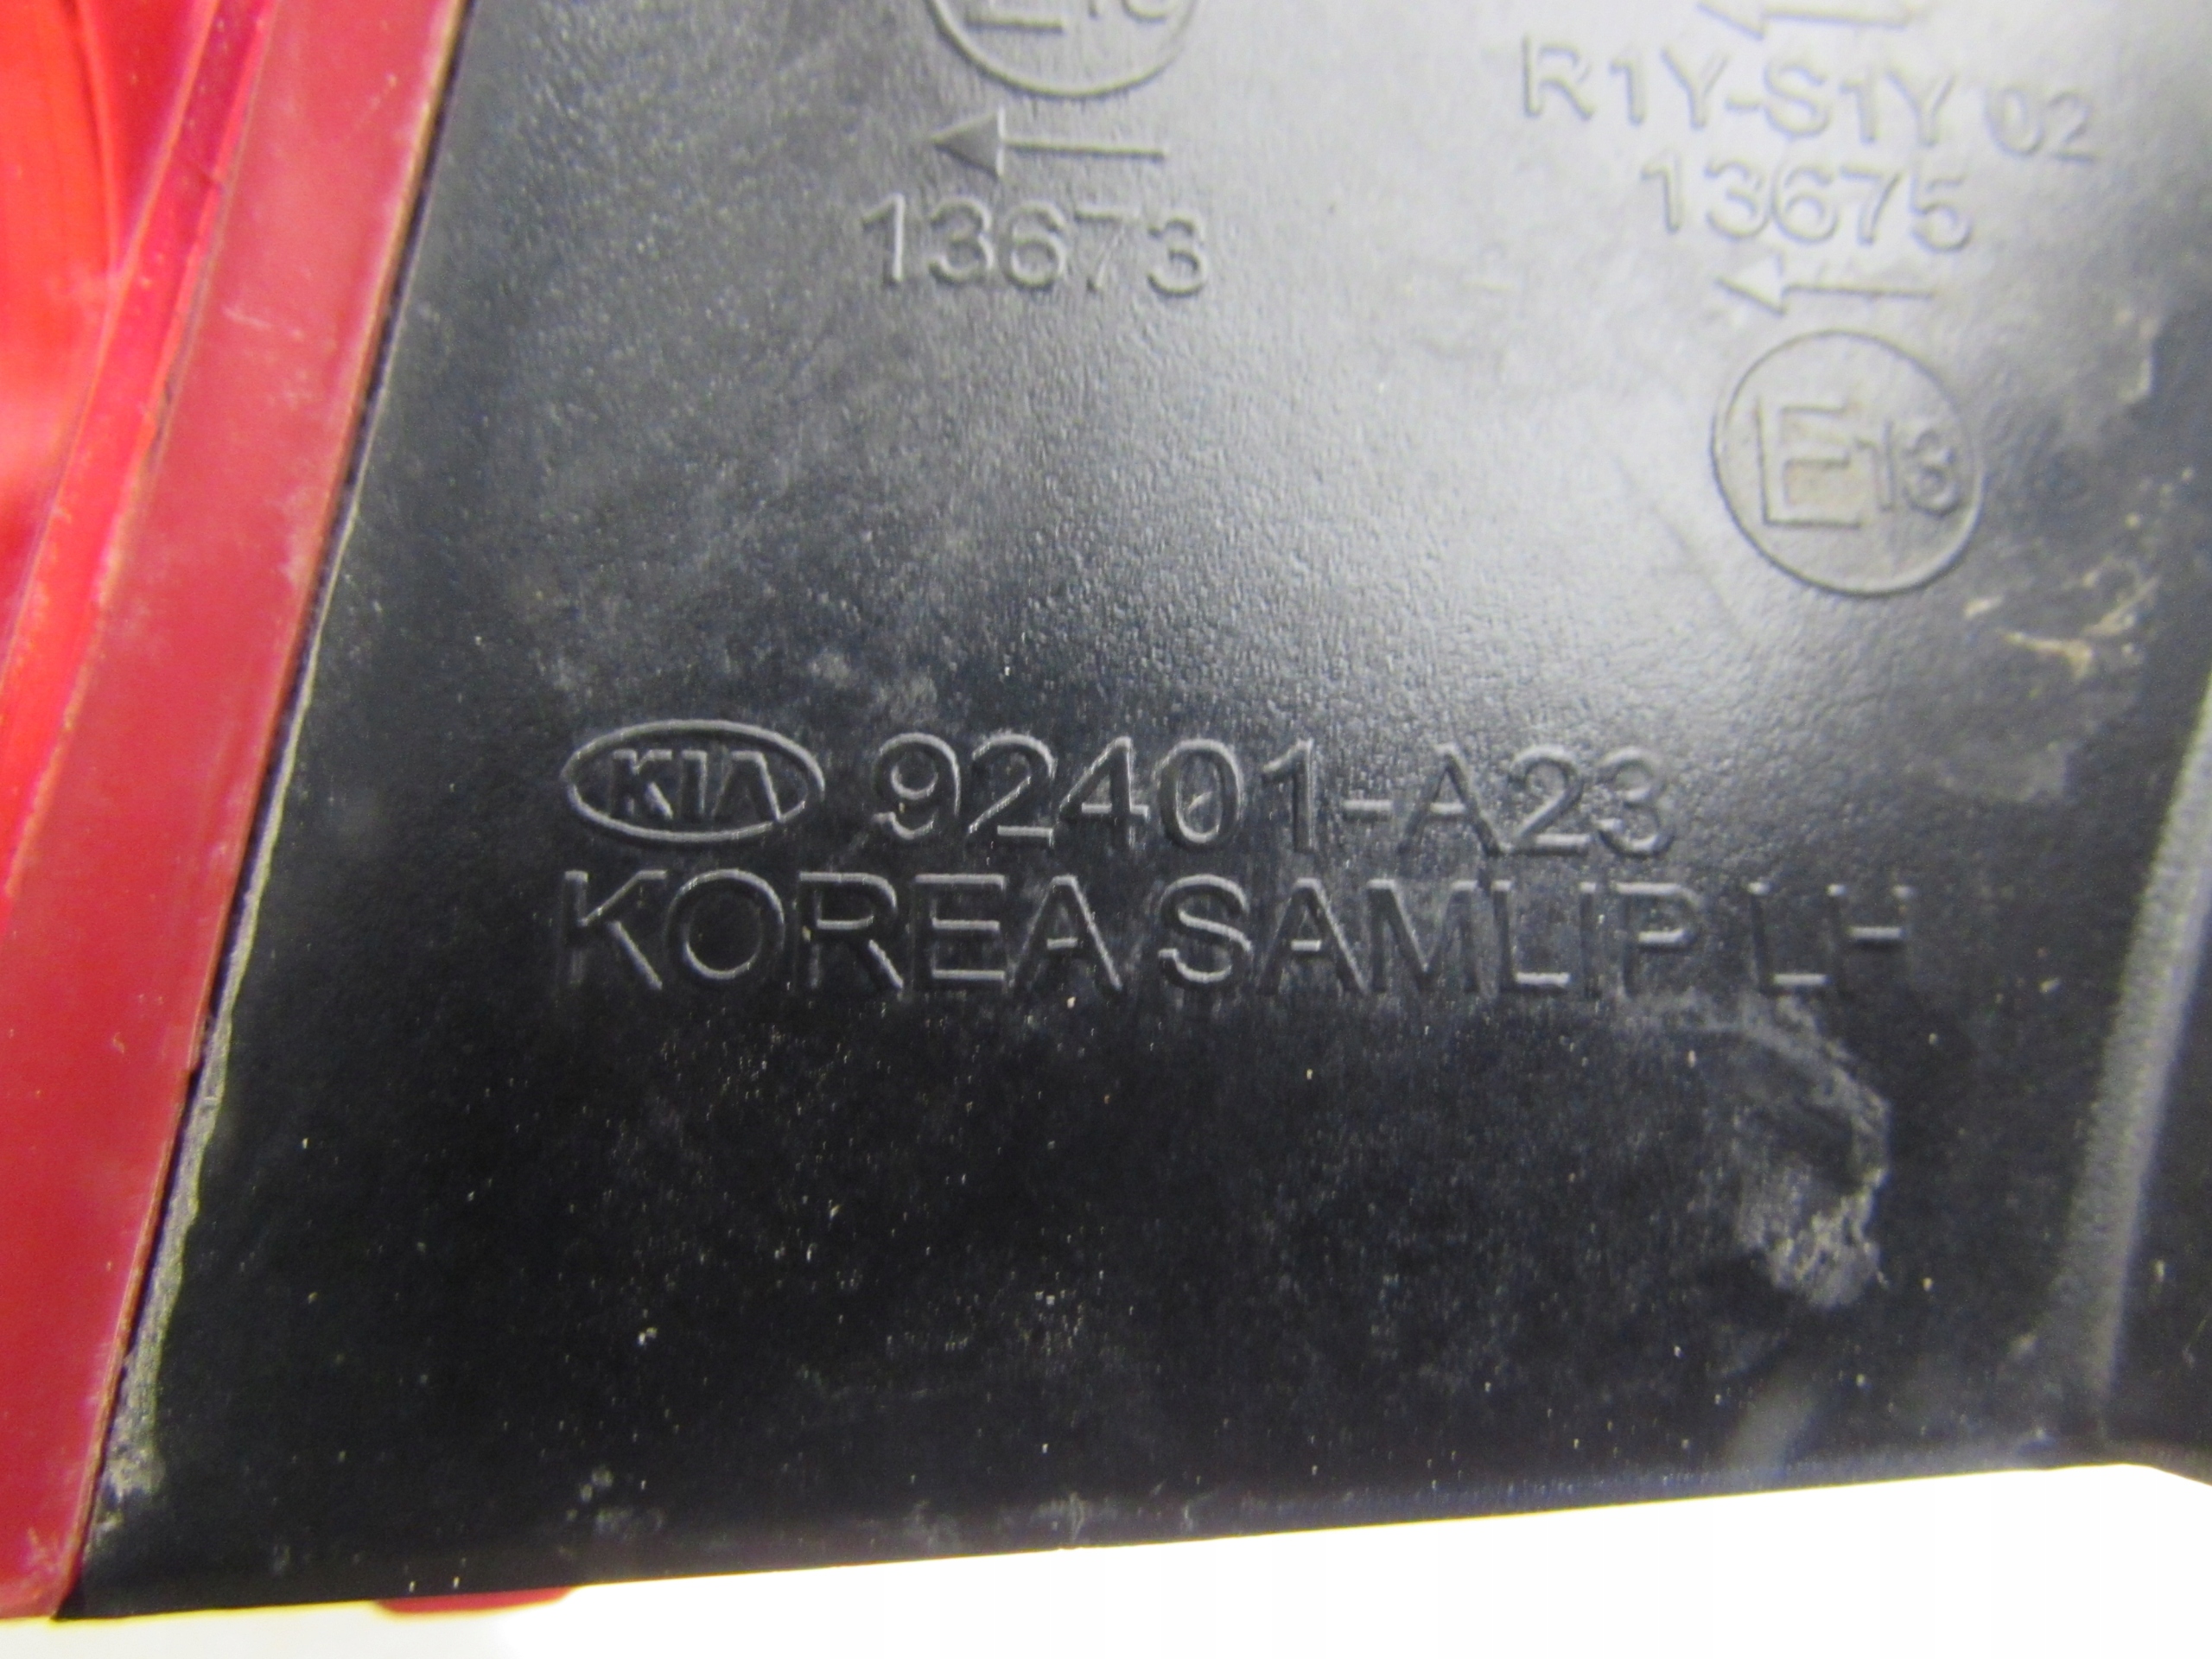 13673
R1Y-S1Y 02
13675
E13
KIA 92401-A23
KOREA SAMLIP LH